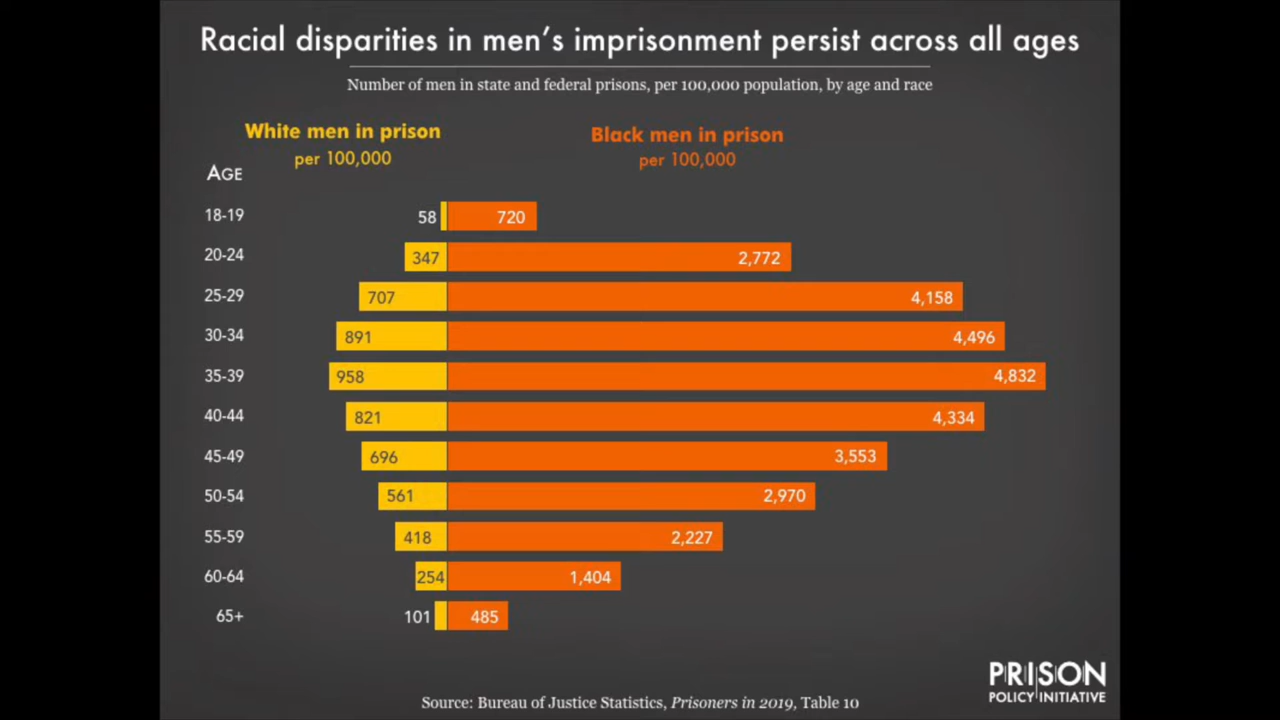 Racial disparities in men's imprisonment persist across all ages
Number of men in state and federal prisons, per 100,000 population, by age and race
White men in prison
per 100,000
Black men in prison
per 100,000
AGE
18-19 58 720
20-24 347 2,772
25-29 707 4,158
30-34 891 4,496
35-39 958 4,832
40-44 821 4,334
45-49 696 3,553
50-54 561 2,970
55-59 418 2,227
60-64 254 1,404
65+ 101 485
PRISON
POLICY INITIATIVE
Source: Bureau of Justice Statistics, Prisoners in 2019, Table 10